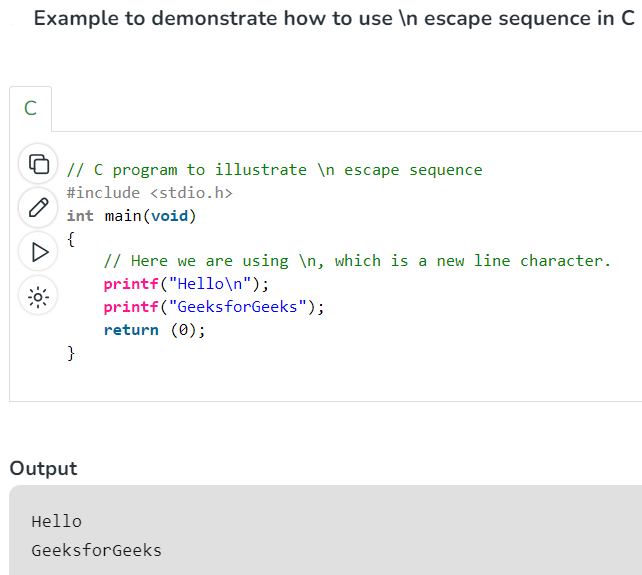 Example to demonstrate how to use \n escape sequence in C
C
// C program to illustrate \n escape sequence
#include <stdio.h>
int main(void)
{
    // Here we are using \n, which is a new line character.
    printf("Hello\n");
    printf("GeeksforGeeks");
    return (0);
}
Output
Hello
GeeksforGeeks